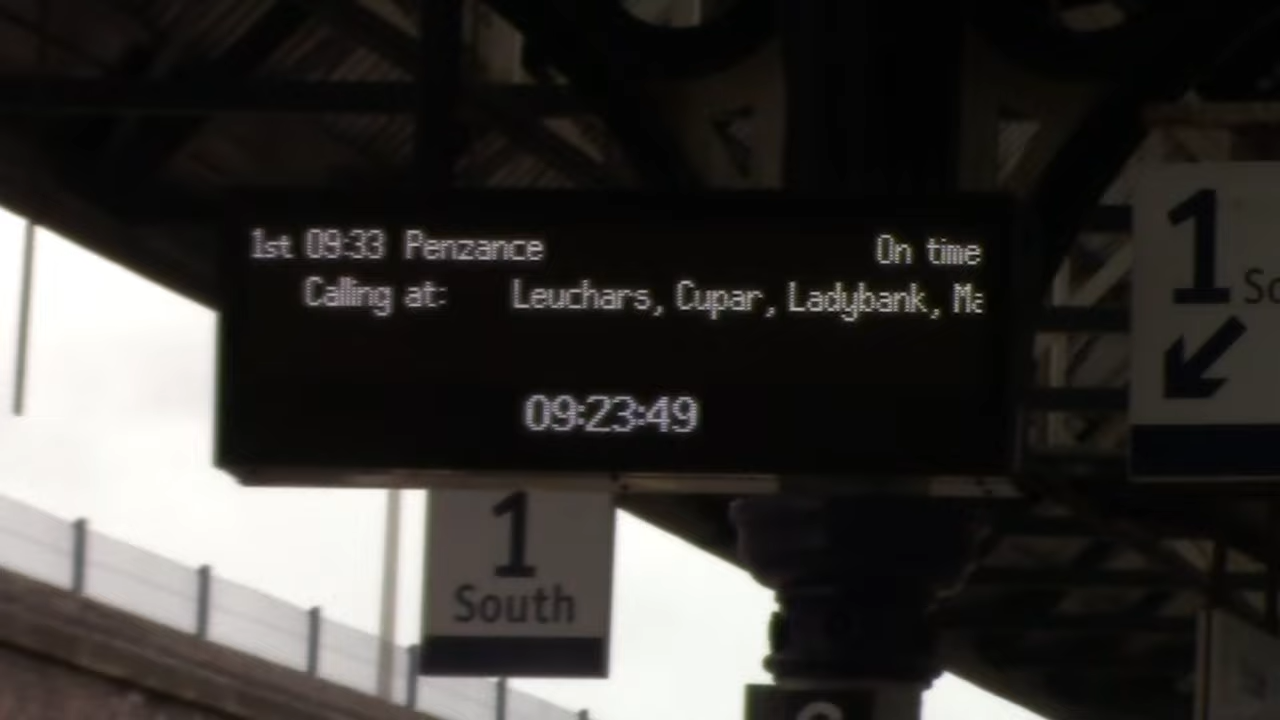 1st 09:33 Penzance On time
Calling at: Leuchars, Cupar, Ladybank, Ma
09:23:49
1
South
1
So